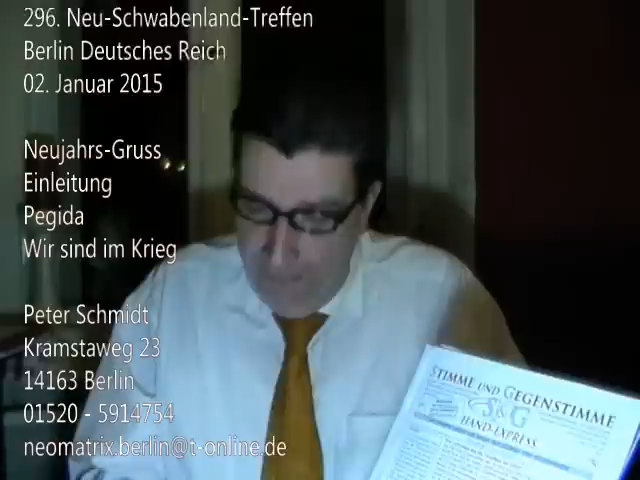 296. Neu-Schwabenland-Treffen
Berlin Deutsches Reich
02. Januar 2015
Neujahrs-Gruss
Einleitung
Pegida
Wir sind im Krieg
Peter Schmidt
Kramstaweg 23
14163 Berlin
01520 - 5914754
neomatrix.berlin@t-online.de
STIMME UND GEGENSTIMME
S&G
HAND-EXPRESS